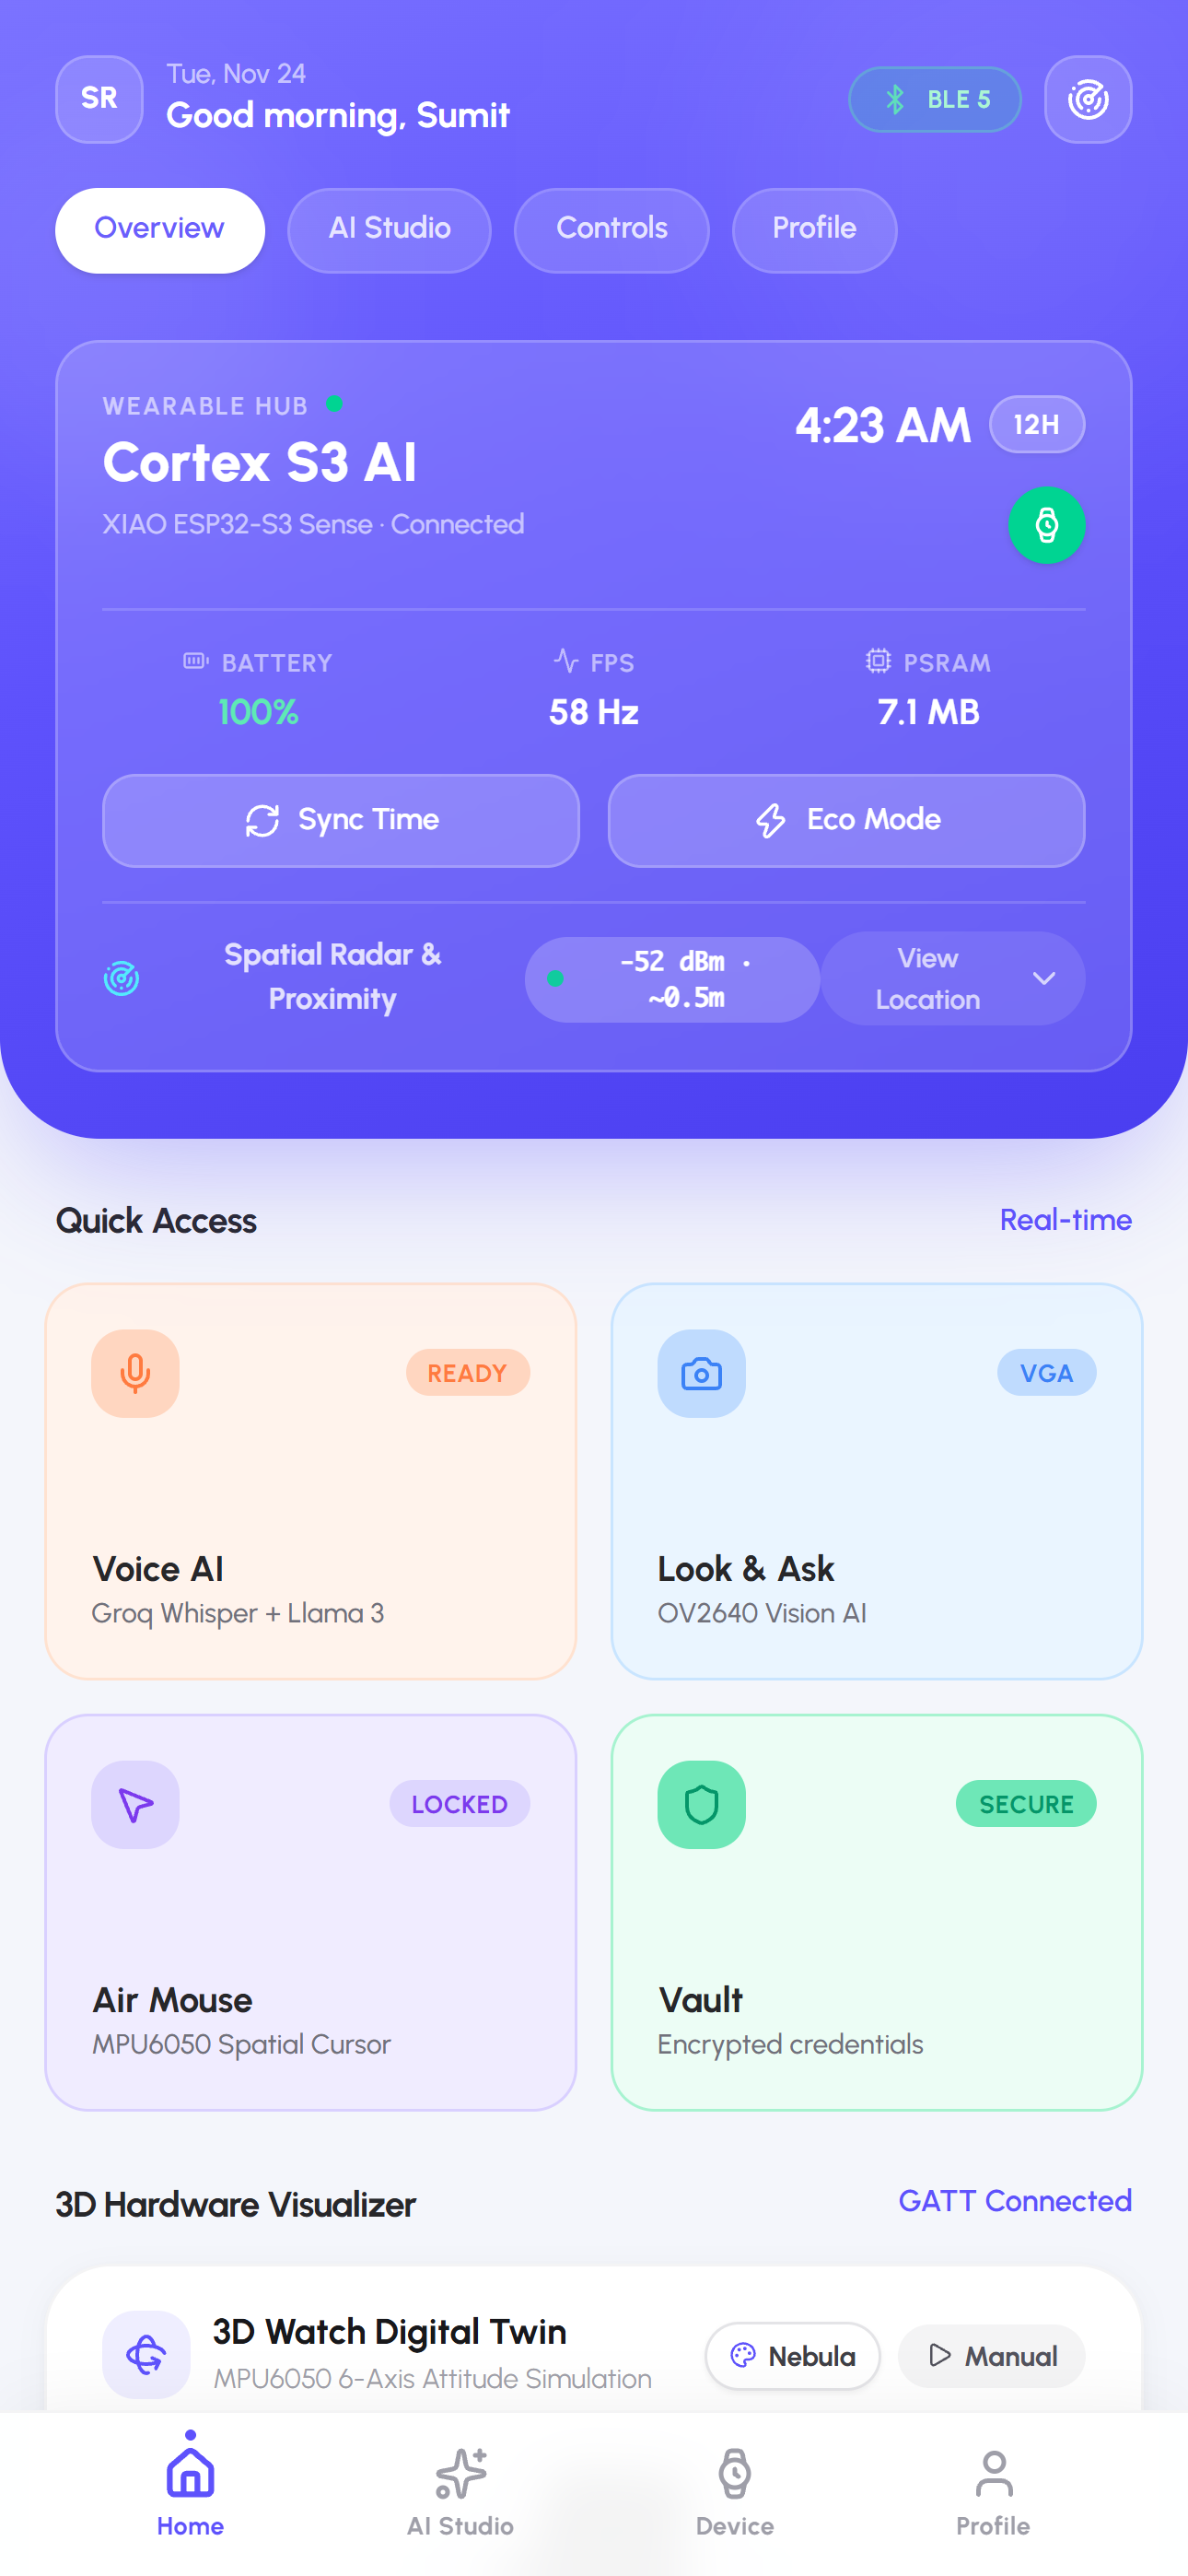 SR
Tue, Nov 24
Good morning, Sumit
BLE 5
Overview
AI Studio
Controls
Profile
WEARABLE HUB
4:23 AM
12H
Cortex S3 AI
XIAO ESP32-S3 Sense · Connected
BATTERY
FPS
PSRAM
100%
58 Hz
7.1 MB
Sync Time
Eco Mode
Spatial Radar &
Proximity
-52 dBm ·
~0.5m
View
Location
Quick Access
Real-time
READY
Voice AI
Groq Whisper + Llama 3
VGA
Look & Ask
OV2640 Vision AI
LOCKED
Air Mouse
MPU6050 Spatial Cursor
SECURE
Vault
Encrypted credentials
3D Hardware Visualizer
GATT Connected
3D Watch Digital Twin
MPU6050 6-Axis Attitude Simulation
Nebula
Manual
Home
AI Studio
Device
Profile